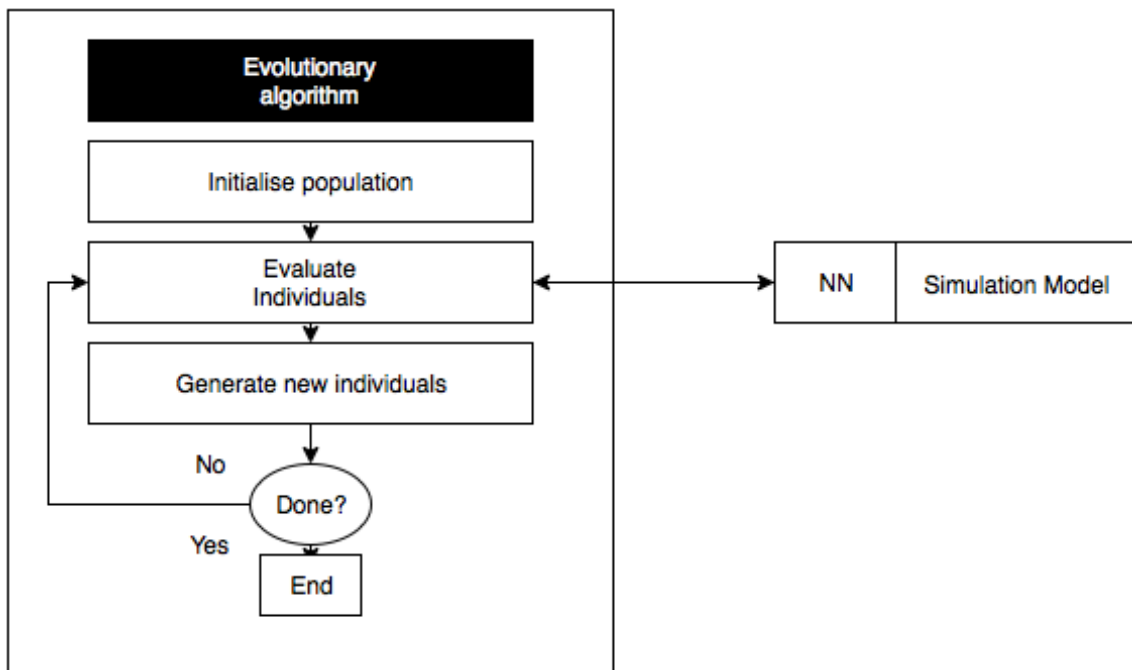 Evolutionary
algorithm
Initialise population
Evaluate
Individuals
NN
Simulation Model
Generate new individuals
No
Done?
Yes
End